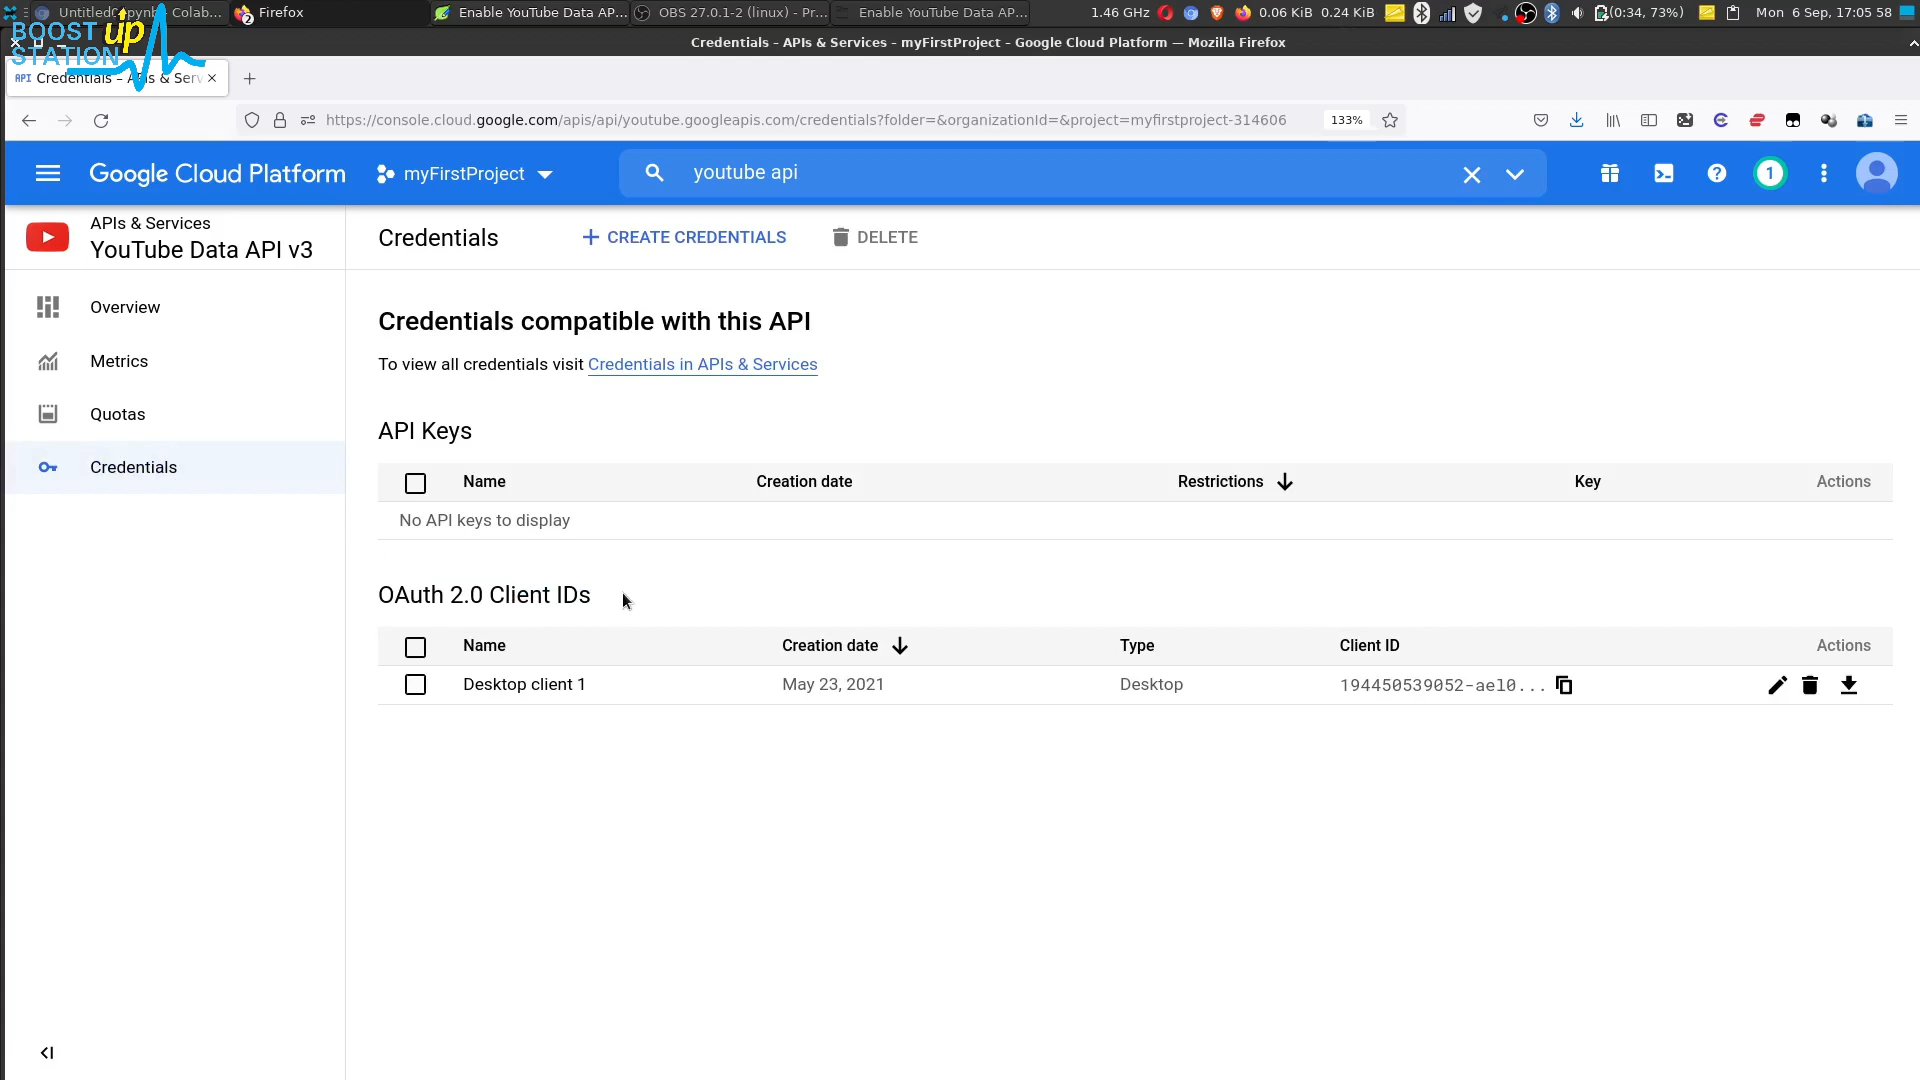 Untitled0.ipynb - Colab...
Firefox
2
Enable YouTube Data AP...
OBS 27.0.1-2 (linux) - Pr...
Enable YouTube Data AP...
1.46 GHz
0.06 KiB 0.24 KiB
(0:34, 73%)
Mon 6 Sep, 17:05 58
BOOST up
STATION
Credentials - APIs & Services - myFirstProject - Google Cloud Platform — Mozilla Firefox
API Credentials – APIs & Serv
https://console.cloud.google.com/apis/api/youtube.googleapis.com/credentials?folder=&organizationId=&project=myfirstproject-314606
133%
Google Cloud Platform
myFirstProject
youtube api
1
APIs & Services
YouTube Data API v3
Credentials
CREATE CREDENTIALS
DELETE
Overview
Metrics
Quotas
Credentials
Credentials compatible with this API
To view all credentials visit Credentials in APIs & Services
API Keys
Name Creation date Restrictions Key Actions
No API keys to display
OAuth 2.0 Client IDs
Name Creation date Type Client ID Actions
Desktop client 1 May 23, 2021 Desktop 194450539052-ael0...